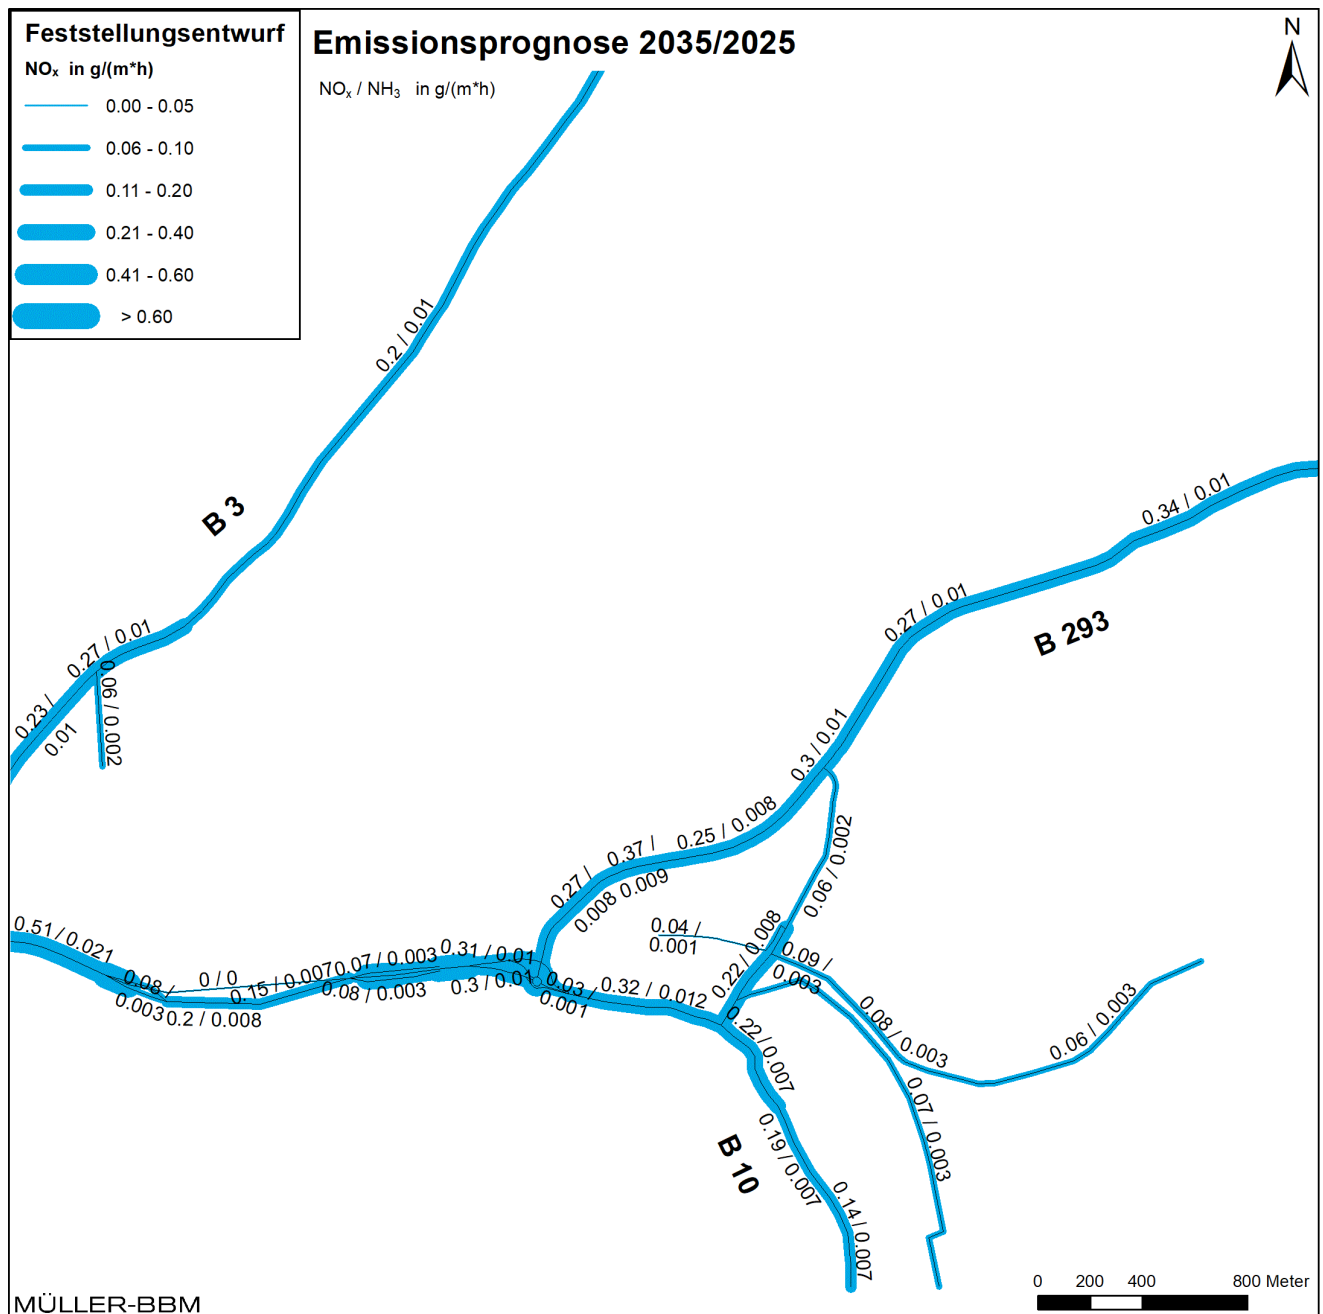 Feststellungsentwurf
NOx in g/(m*h)
0.00 - 0.05
0.06 - 0.10
0.11 - 0.20
0.21 - 0.40
0.41 - 0.60
> 0.60
Emissionsprognose 2035/2025
NOx / NH3 in g/(m*h)
N
0.2 / 0.01
B 3
0.34 / 0.01
0.27 / 0.01
B 293
0.27 / 0.01
0.06 / 0.002
0.23 /
0.01
0.3 / 0.01
0.25 / 0.008
0.37 /
0.009
0.27 /
0.008
0.06 / 0.002
0.04 /
0.001
0.22 / 0.008
0.09 /
0.003
0.51 / 0.021
0.08 /
0.003
0 / 0
0.15 / 0.007
0.2 / 0.008
0.07 / 0.003
0.08 / 0.003
0.31 / 0.01
0.3 / 0.01
0.03 /
0.001
0.32 / 0.012
0.22 / 0.007
0.08 / 0.003
0.06 / 0.003
0.07 / 0.003
0.19 / 0.007
B 10
0.14 / 0.007
0 200 400 800 Meter
MÜLLER-BBM